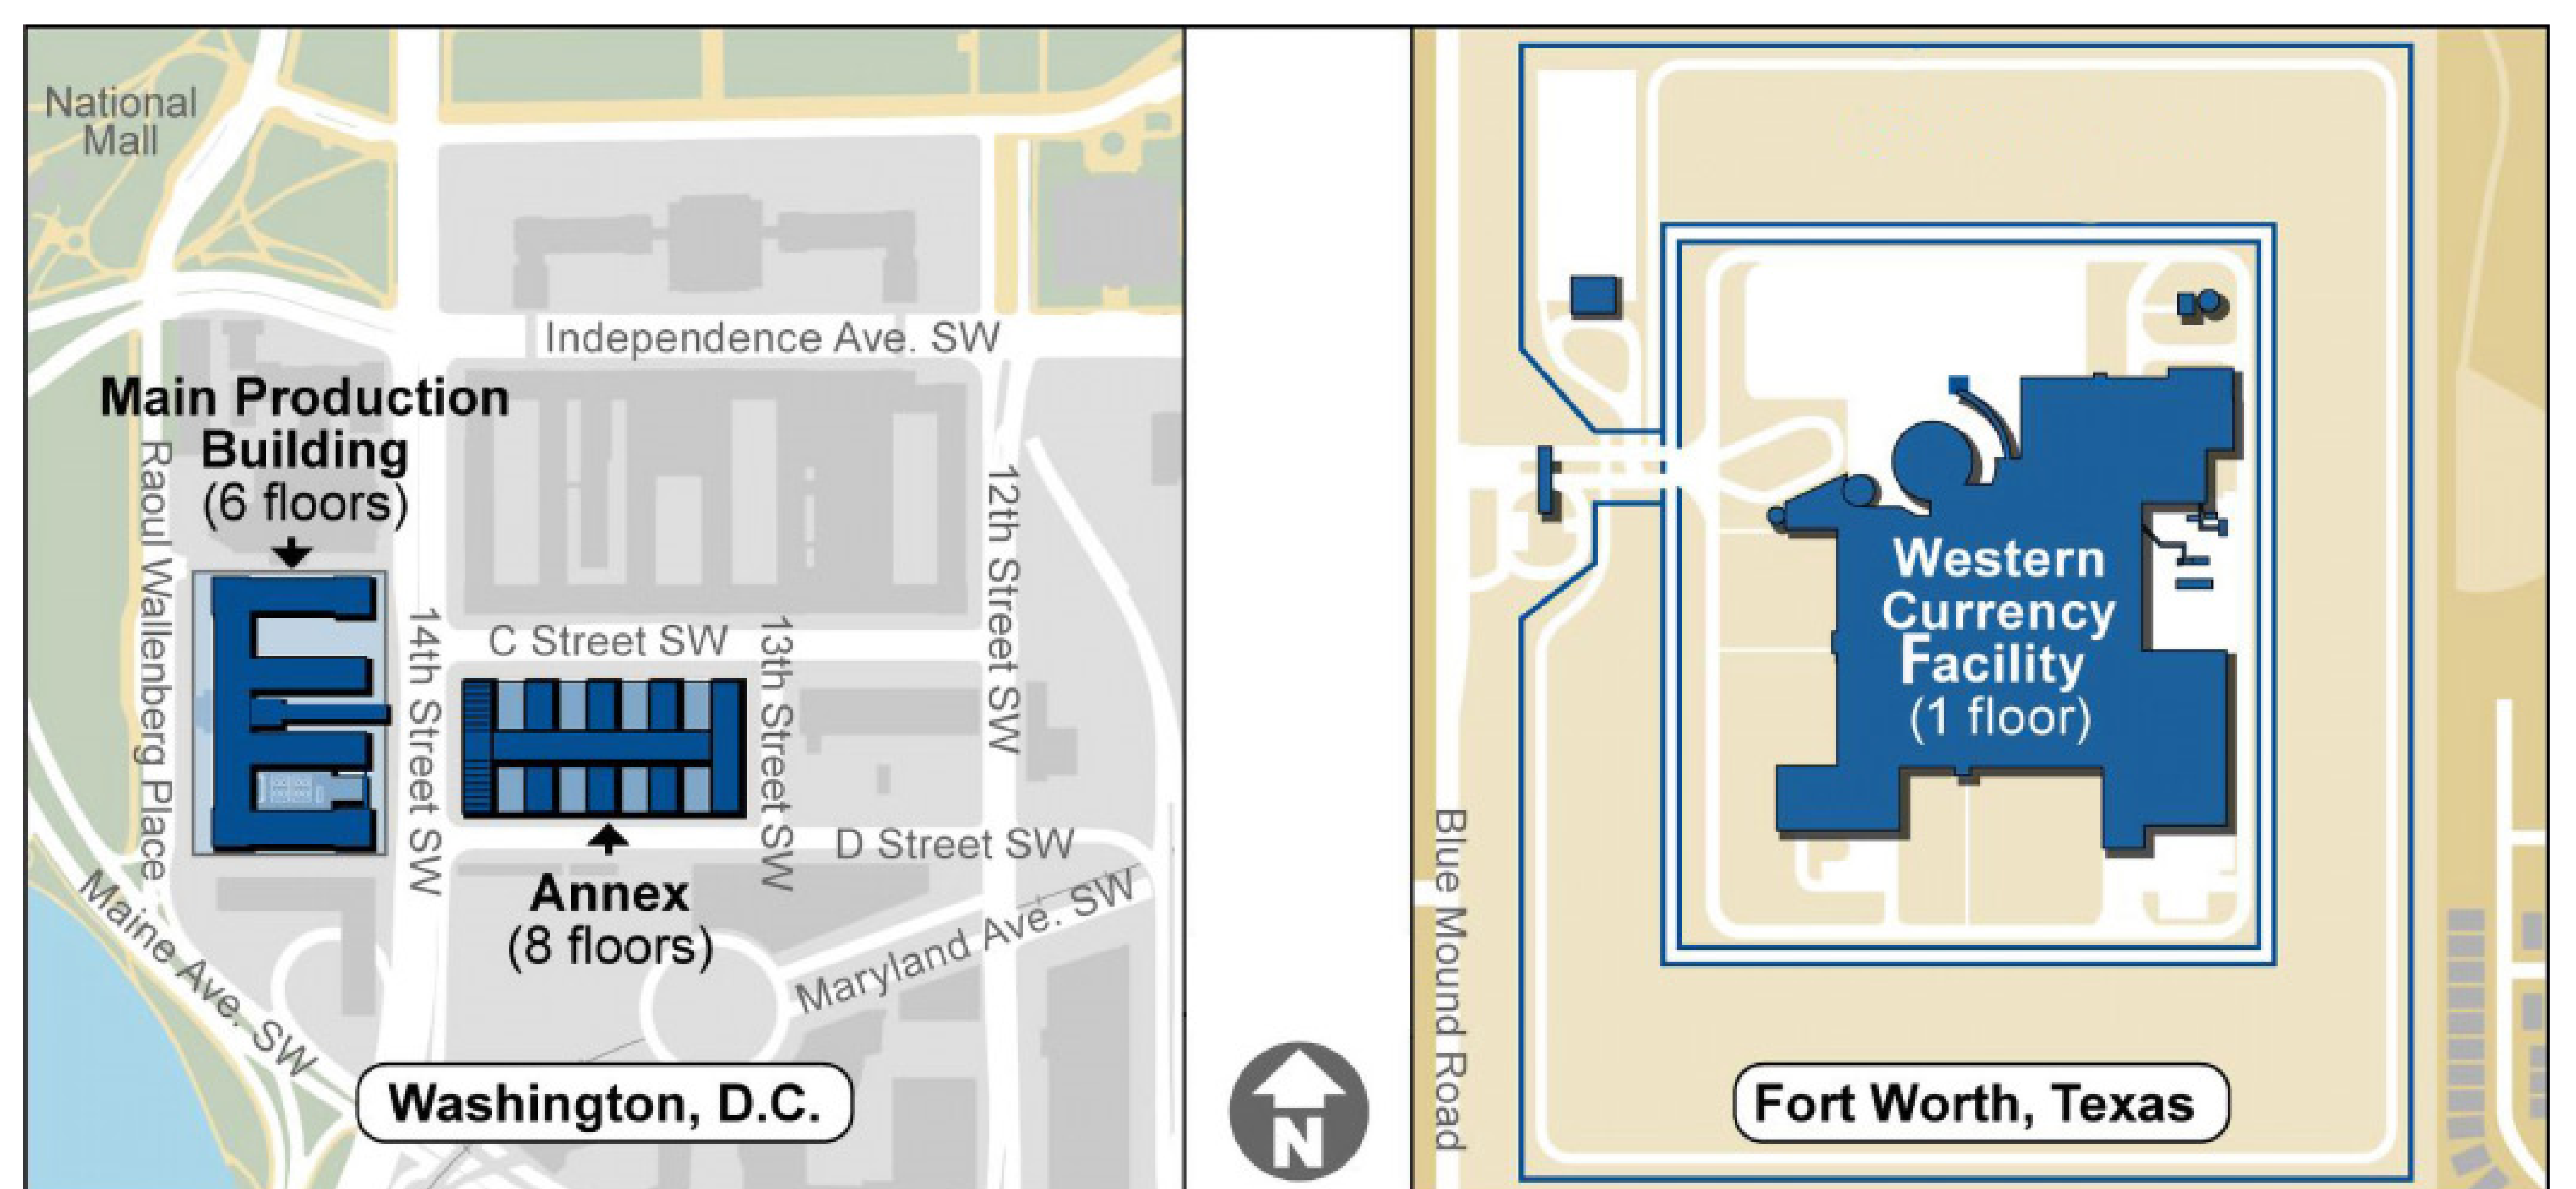 National
Mall
Independence Ave. SW
Main Production
Building
(6 floors)
Raoul Wallenberg Place
14th Street SW
C Street SW
13th Street SW
12th Street SW
D Street SW
Annex
(8 floors)
Maryland Ave. SW
Maine Ave. SW
Washington, D.C.
N
Western
Currency
Facility
(1 floor)
Blue Mound Road
Fort Worth, Texas